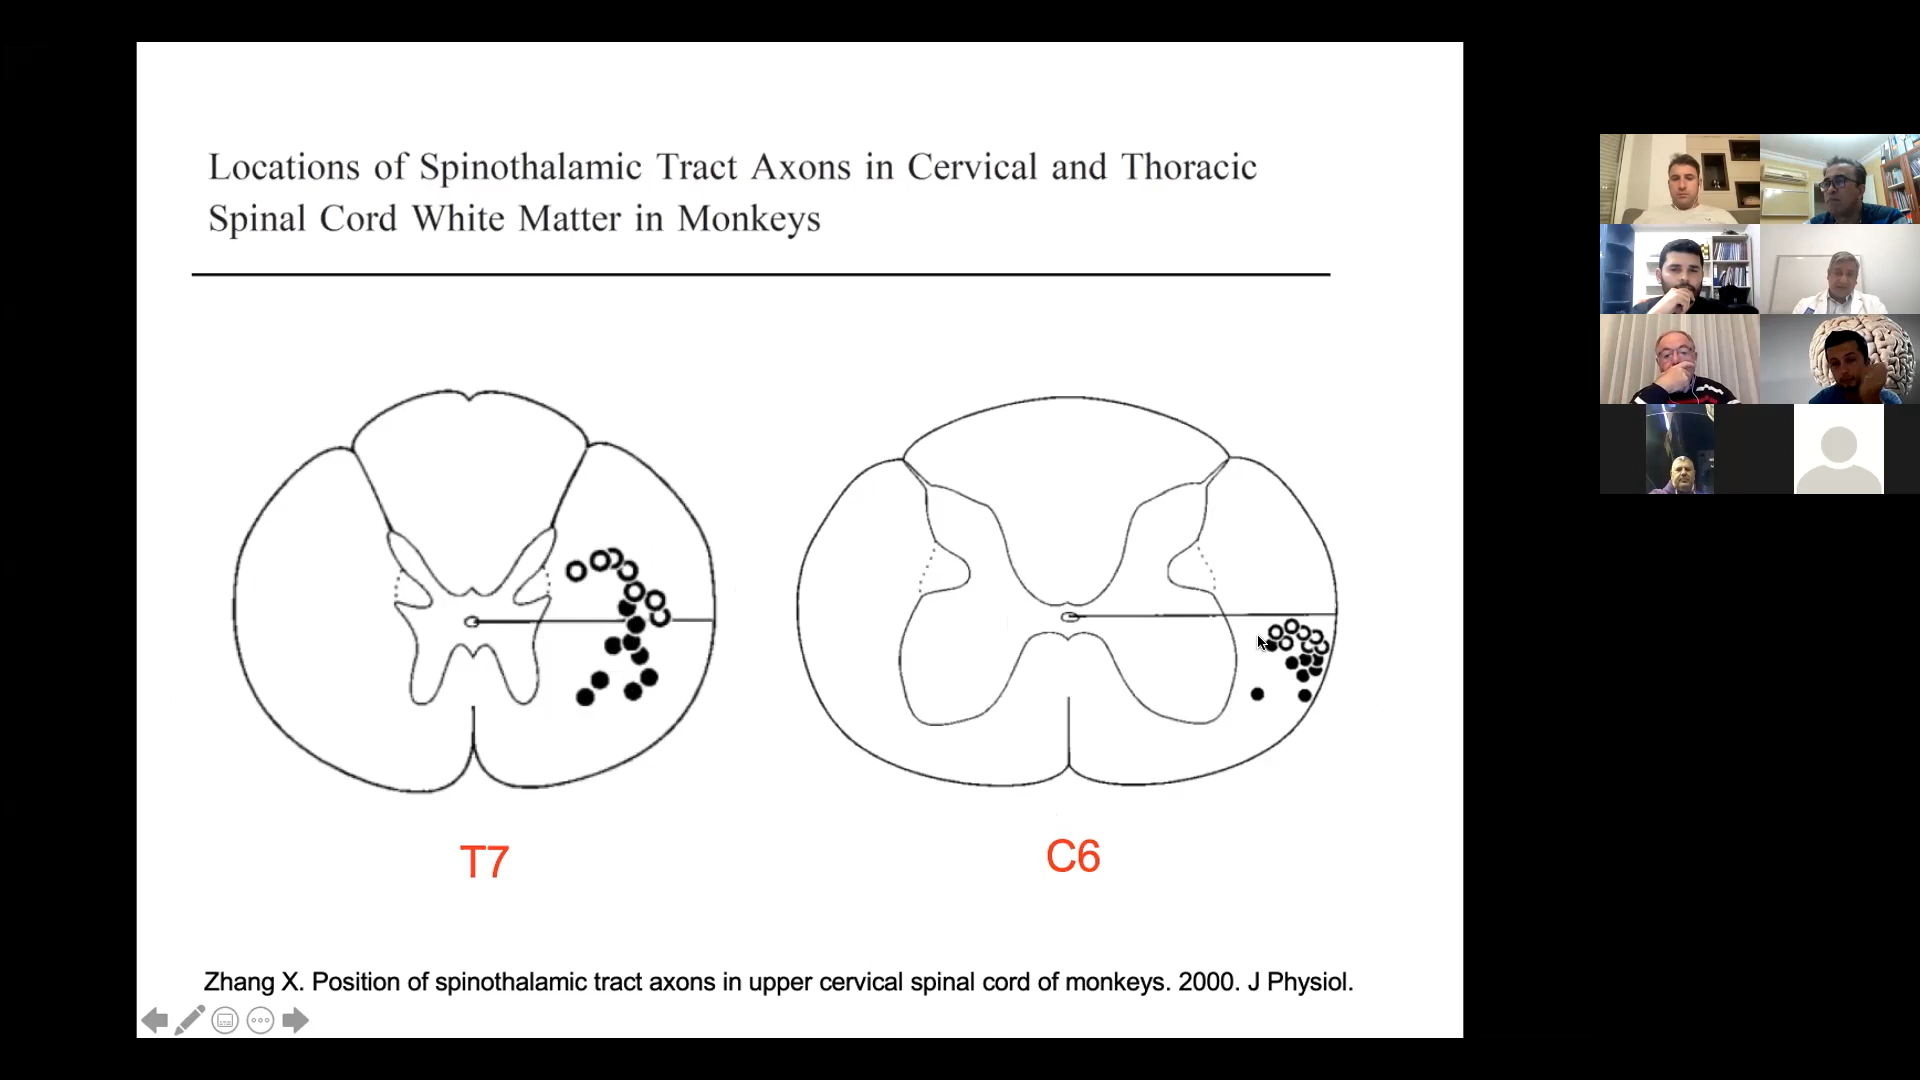 Locations of Spinothalamic Tract Axons in Cervical and Thoracic
Spinal Cord White Matter in Monkeys
T7
C6
Zhang X. Position of spinothalamic tract axons in upper cervical spinal cord of monkeys. 2000. J Physiol.